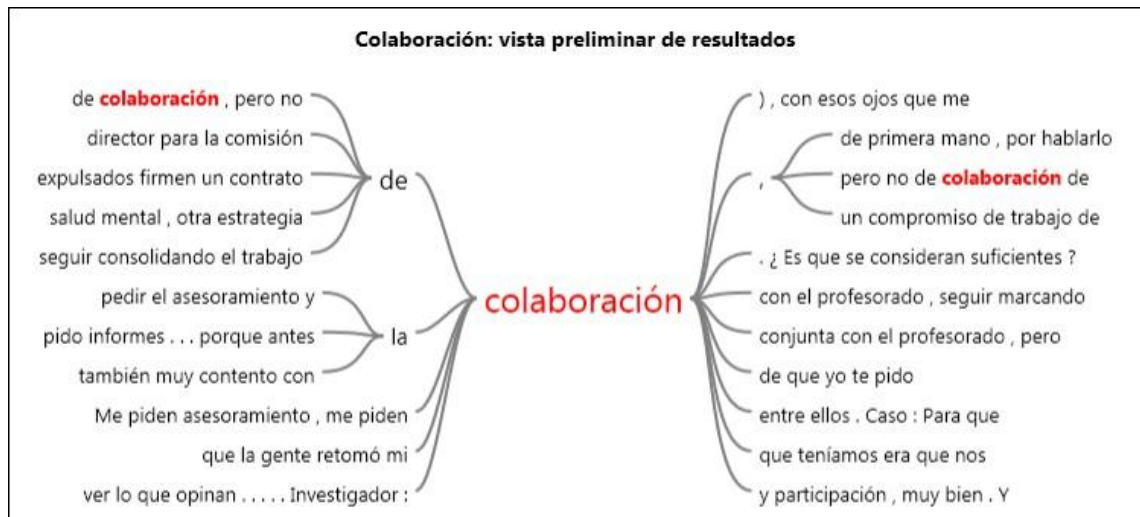 Colaboración: vista preliminar de resultados
de colaboración , pero no
director para la comisión
expulsados firmen un contrato
salud mental , otra estrategia
seguir consolidando el trabajo
de
pedir el asesoramiento y
pido informes . . . porque antes
también muy contento con
la
Me piden asesoramiento , me piden
que la gente retomó mi
ver lo que opinan . . . . . Investigador :
colaboración
) , con esos ojos que me
,
de primera mano , por hablarlo
pero no de colaboración de
un compromiso de trabajo de
. ¿ Es que se consideran suficientes ?
con el profesorado , seguir marcando
conjunta con el profesorado , pero
de que yo te pido
entre ellos . Caso : Para que
que teníamos era que nos
y participación , muy bien . Y